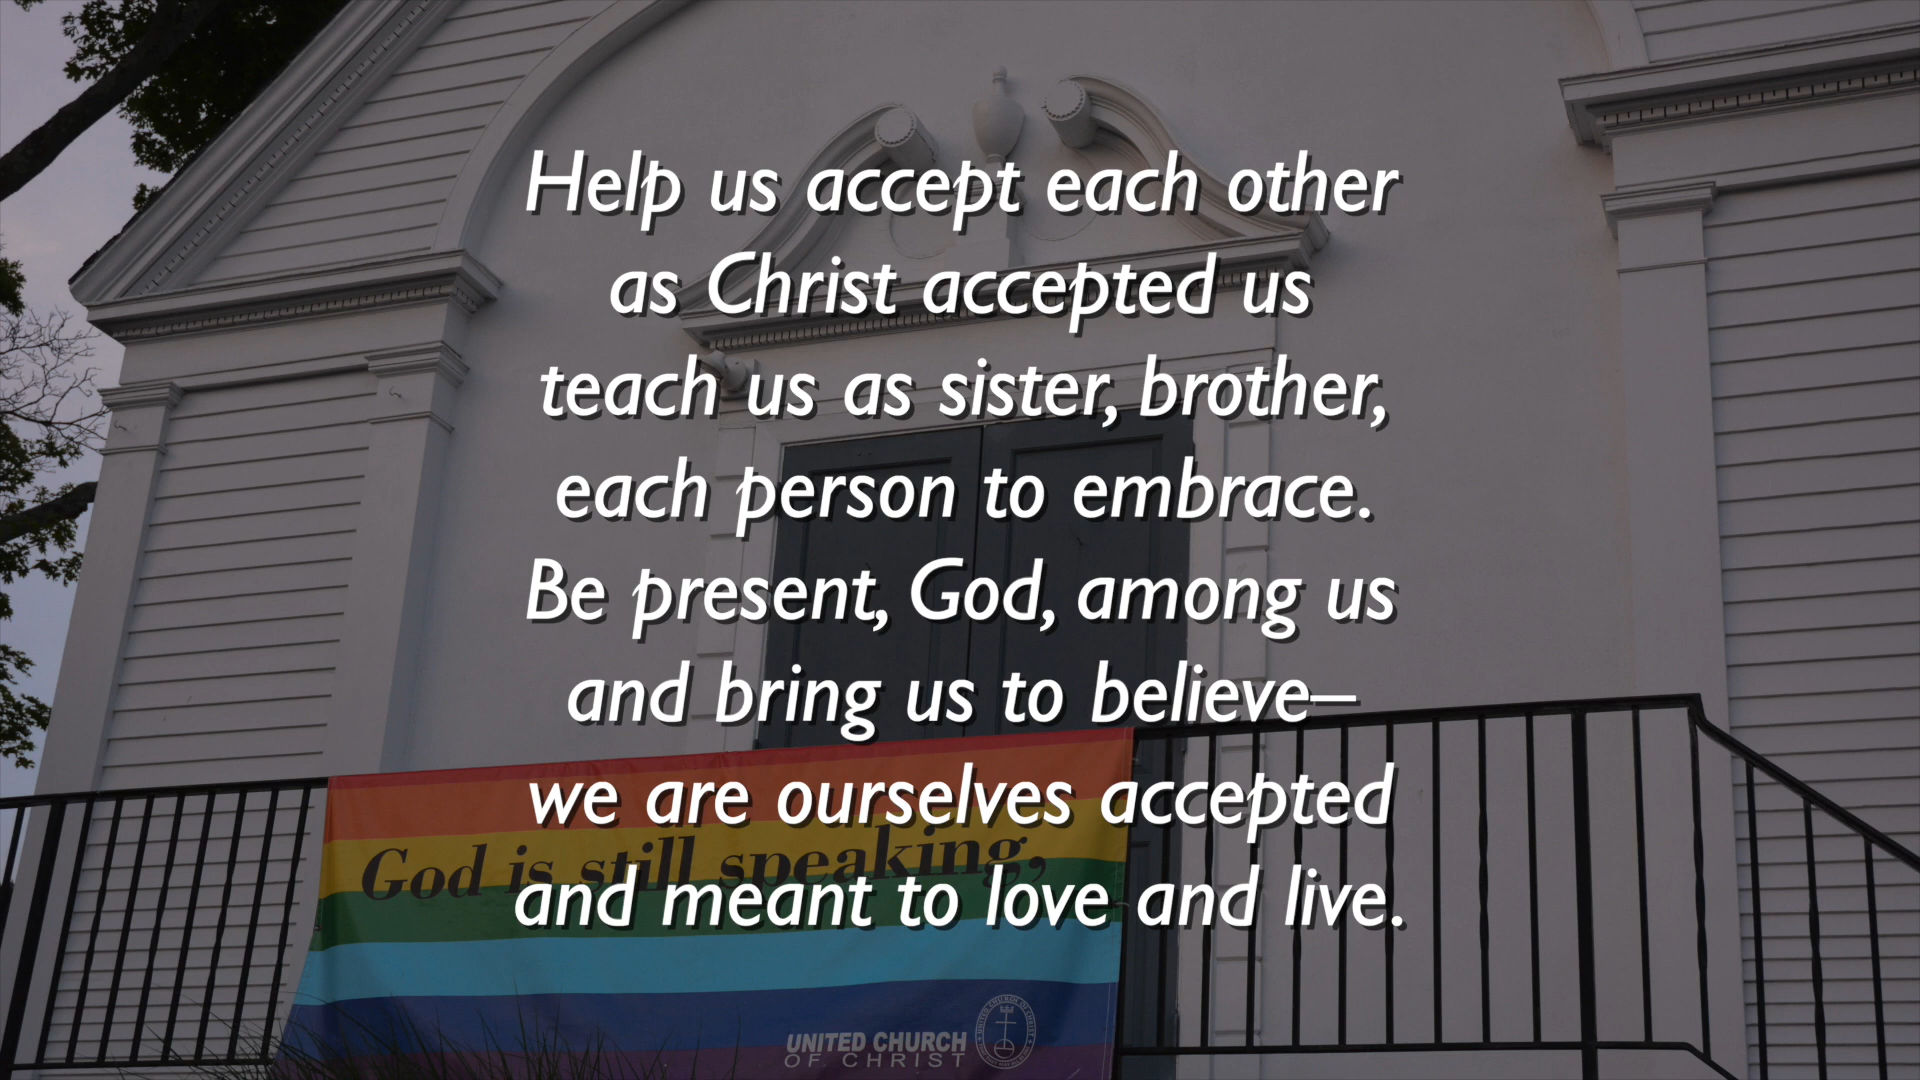 Help us accept each other
as Christ accepted us
teach us as sister, brother,
each person to embrace.
Be present, God, among us
and bring us to believe–
we are ourselves accepted
and meant to love and live.
God is still speaking,
UNITED CHURCH
OF CHRIST